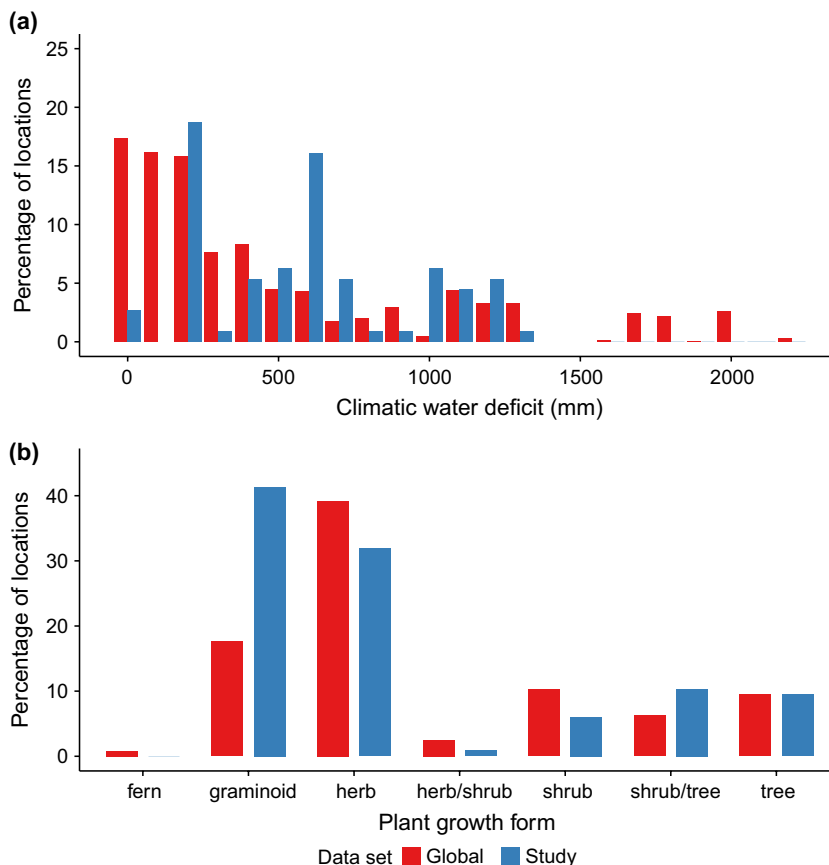 (a)
25
20
15
10
5
0
Percentage of locations
0 500 1000 1500 2000
Climatic water deficit (mm)
(b)
40
30
20
10
0
Percentage of locations
fern graminoid herb herb/shrub shrub shrub/tree tree
Plant growth form
Data set Global Study